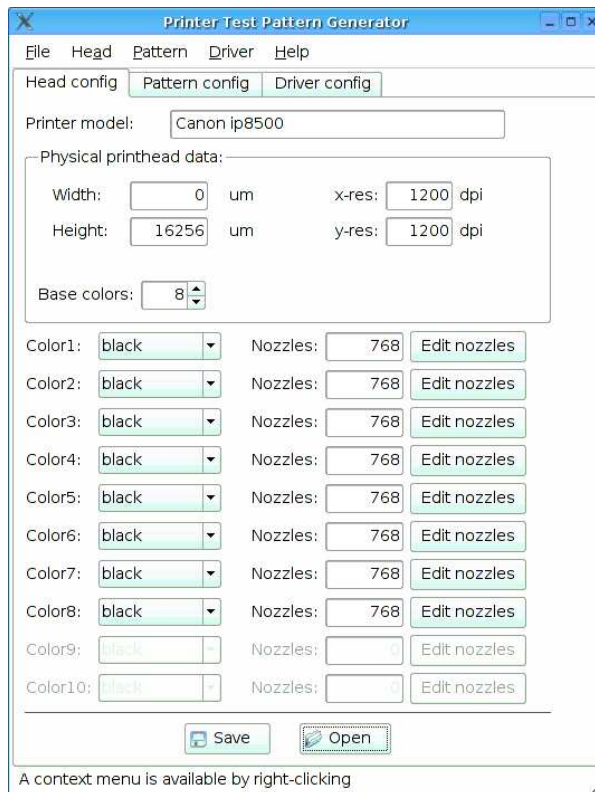 Printer Test Pattern Generator
File Head Pattern Driver Help
Head config Pattern config Driver config
Printer model: Canon ip8500
Physical printhead data:
Width: 0 um x-res: 1200 dpi
Height: 16256 um y-res: 1200 dpi
Base colors: 8
Color1: black Nozzles: 768 Edit nozzles
Color2: black Nozzles: 768 Edit nozzles
Color3: black Nozzles: 768 Edit nozzles
Color4: black Nozzles: 768 Edit nozzles
Color5: black Nozzles: 768 Edit nozzles
Color6: black Nozzles: 768 Edit nozzles
Color7: black Nozzles: 768 Edit nozzles
Color8: black Nozzles: 768 Edit nozzles
Color9: black Nozzles: 0 Edit nozzles
Color10: black Nozzles: 0 Edit nozzles
Save Open
A context menu is available by right-clicking